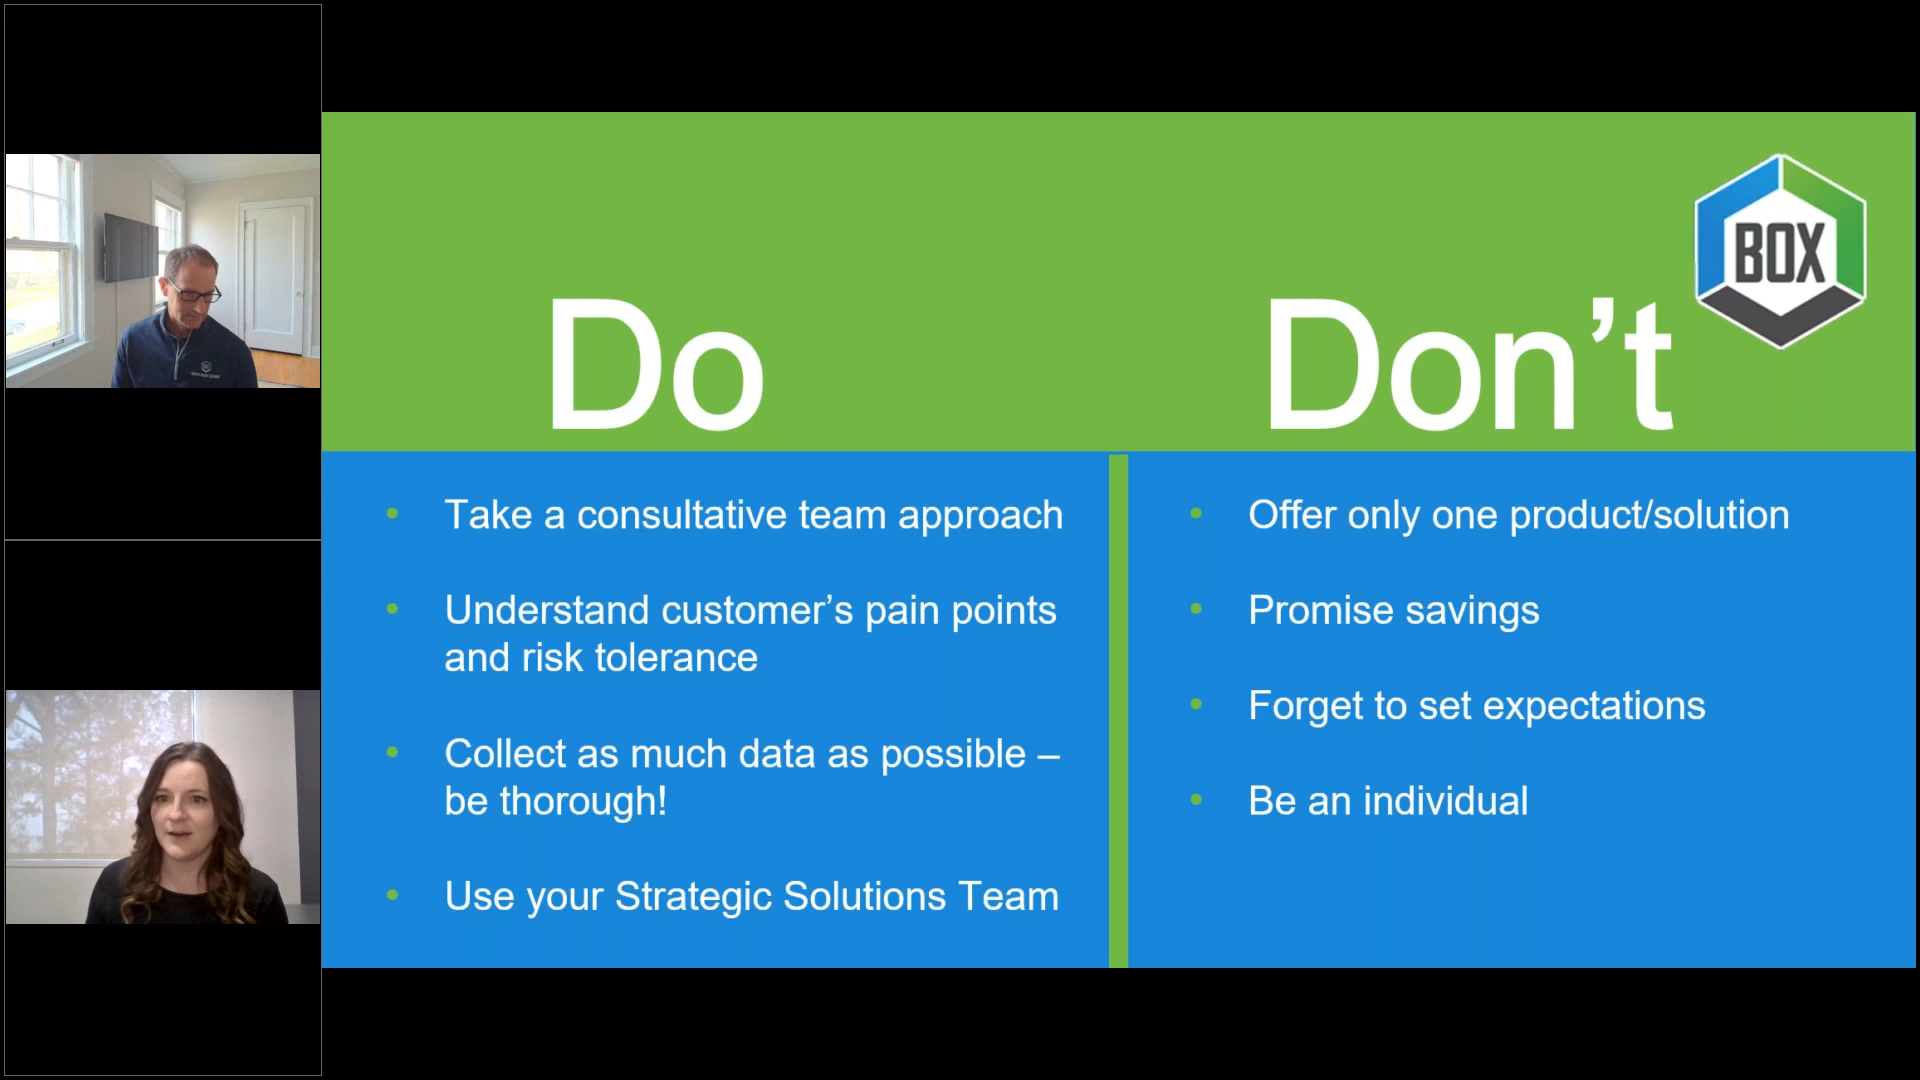 Do
Don’t
BOX
Take a consultative team approach
Understand customer’s pain points
and risk tolerance
Collect as much data as possible –
be thorough!
Use your Strategic Solutions Team
Offer only one product/solution
Promise savings
Forget to set expectations
Be an individual